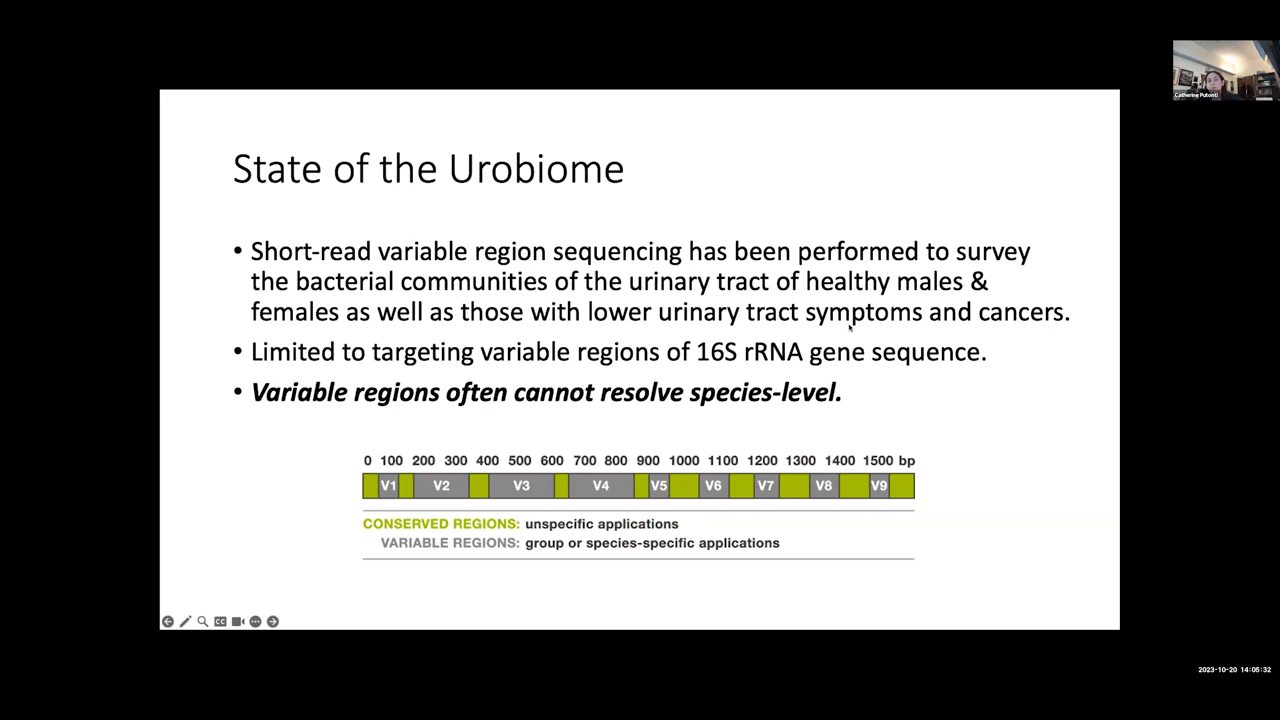 Catherine Putonti
State of the Urobiome
• Short-read variable region sequencing has been performed to survey
the bacterial communities of the urinary tract of healthy males &
females as well as those with lower urinary tract symptoms and cancers.
• Limited to targeting variable regions of 16S rRNA gene sequence.
• Variable regions often cannot resolve species-level.
0 100 200 300 400 500 600 700 800 900 1000 1100 1200 1300 1400 1500 bp
V1 V2 V3 V4 V5 V6 V7 V8 V9
CONSERVED REGIONS: unspecific applications
VARIABLE REGIONS: group or species-specific applications
CC
2023-10-20 14:05:32